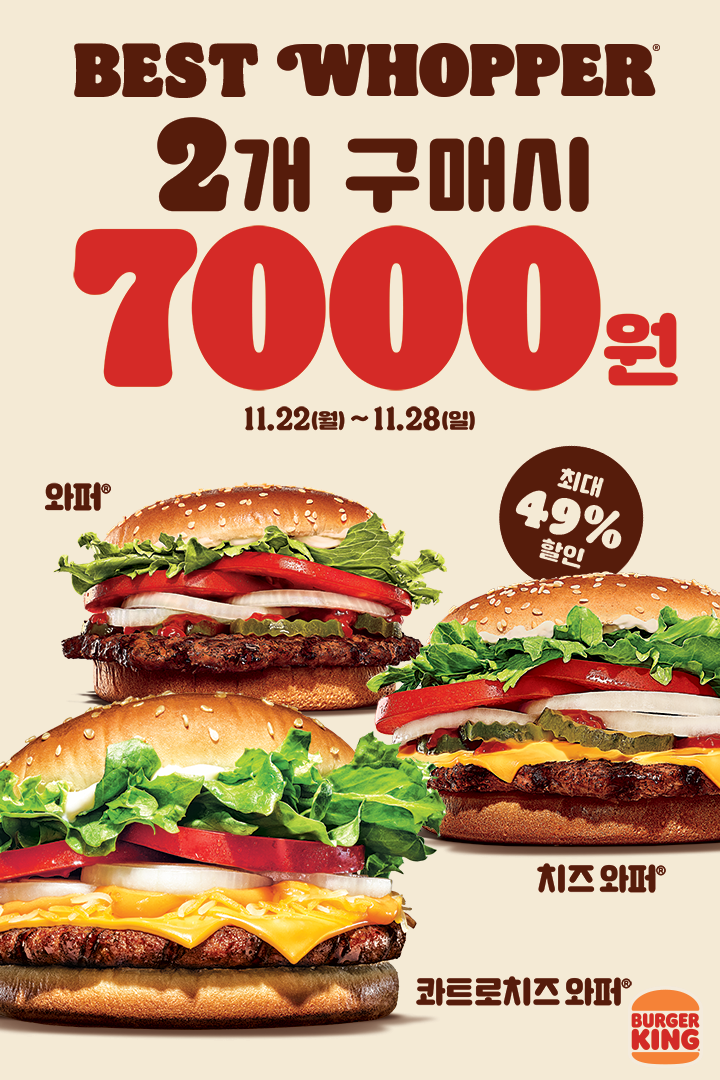 BEST WHOPPER®
2개 구매시
7000원
11.22(월) ~ 11.28(일)
와퍼®
최대
49%
할인
치즈 와퍼®
콰트로치즈 와퍼®
BURGER
KING